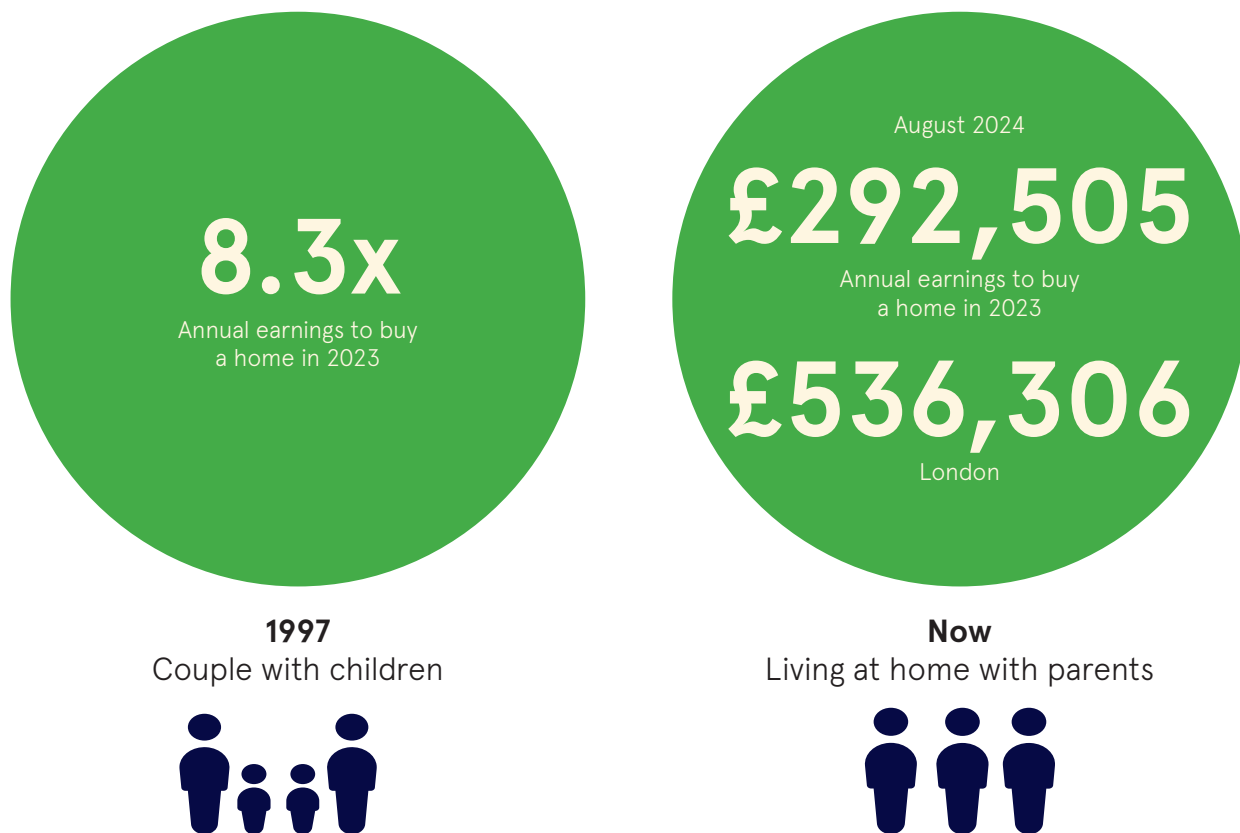 8.3x
Annual earnings to buy
a home in 2023
August 2024
£292,505
Annual earnings to buy
a home in 2023
£536,306
London
1997
Couple with children
Now
Living at home with parents